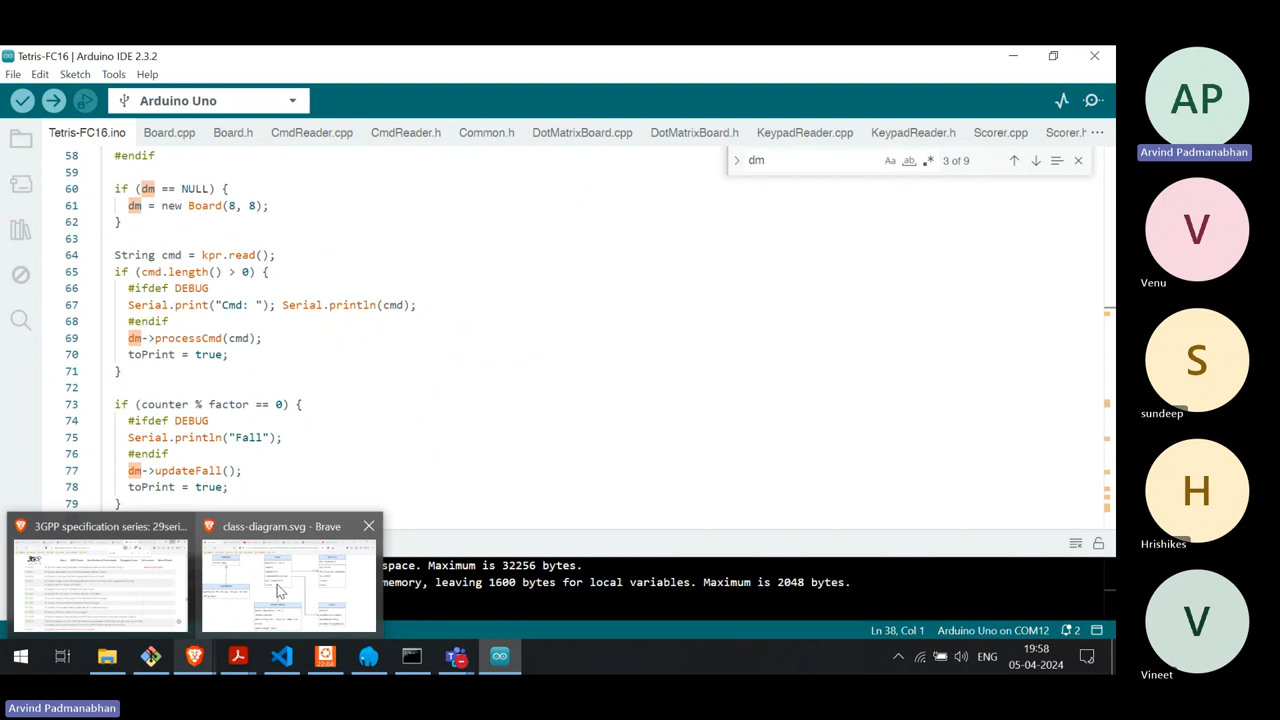 Tetris-FC16 | Arduino IDE 2.3.2
File Edit Sketch Tools Help
Arduino Uno
Tetris-FC16.ino Board.cpp Board.h CmdReader.cpp CmdReader.h Common.h DotMatrixBoard.cpp DotMatrixBoard.h KeypadReader.cpp KeypadReader.h Scorer.cpp Scorer.h
dm Aa ab 3 of 9
58 #endif
59
60 if (dm == NULL) {
61 dm = new Board(8, 8);
62 }
63
64 String cmd = kpr.read();
65 if (cmd.length() > 0) {
66 #ifdef DEBUG
67 Serial.print("Cmd: "); Serial.println(cmd);
68 #endif
69 dm->processCmd(cmd);
70 toPrint = true;
71 }
72
73 if (counter % factor == 0) {
74 #ifdef DEBUG
75 Serial.println("Fall");
76 #endif
77 dm->updateFall();
78 toPrint = true;
79 }
3GPP specification series: 29seri... class-diagram.svg - Brave
space. Maximum is 32256 bytes.
memory, leaving 1600 bytes for local variables. Maximum is 2048 bytes.
Ln 38, Col 1 Arduino Uno on COM12 2
22.04
ENG
19:58
05-04-2024
AP
Arvind Padmanabhan
V
Venu
S
sundeep
H
Hrishikes
V
Vineet
Arvind Padmanabhan